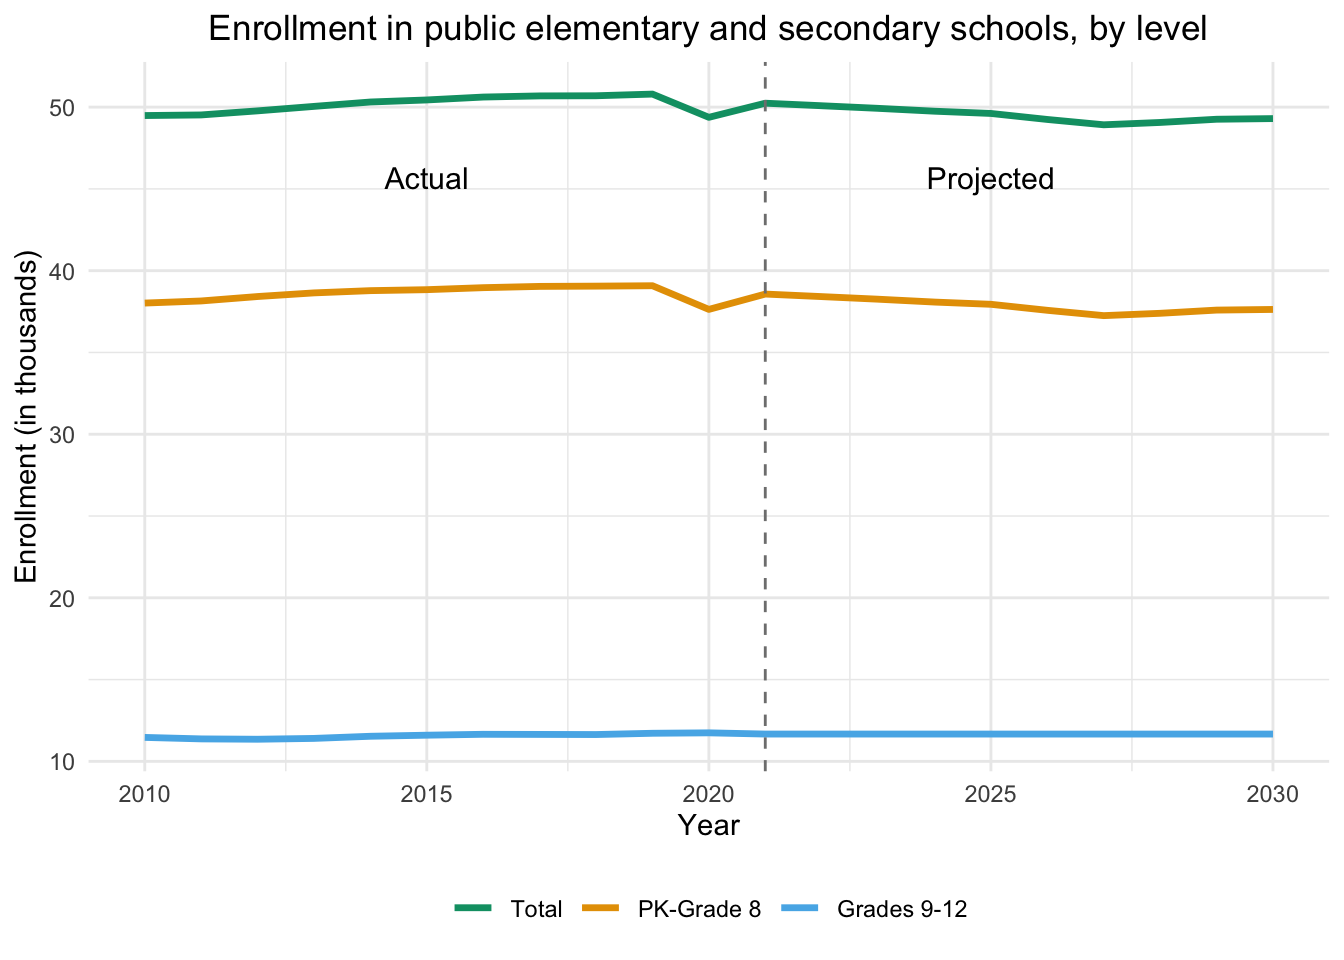 Enrollment in public elementary and secondary schools, by level
Enrollment (in thousands)
50
40
30
20
10
Actual
Projected
2010 2015 2020 2025 2030
Year
Total PK-Grade 8 Grades 9-12